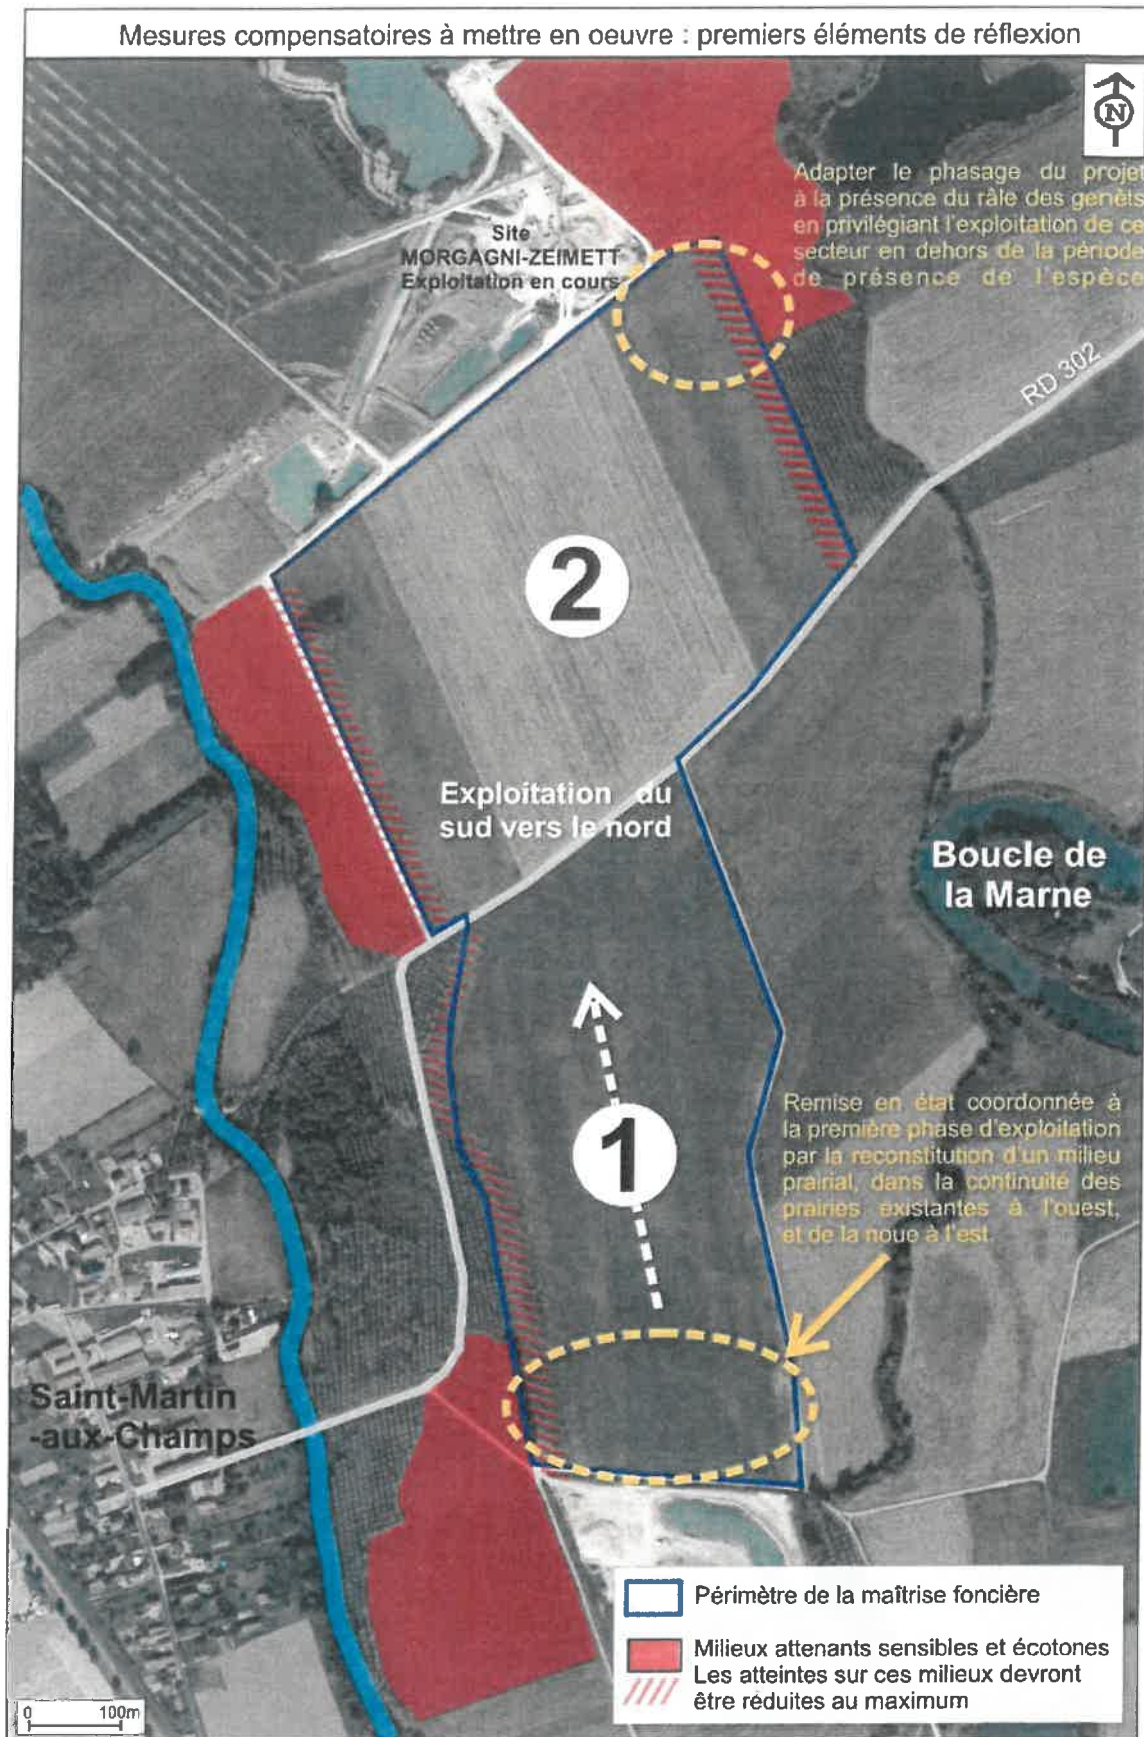 Mesures compensatoires à mettre en oeuvre : premiers éléments de réflexion
N
Adapter le phasage du projet
à la présence du râle des genêts
en privilégiant l'exploitation de ce
secteur en dehors de la période
de présence de l'espèce
Site
MORGAGNI-ZEIMETT
Exploitation en cours
RD 302
2
Exploitation du
sud vers le nord
Boucle de
la Marne
Remise en état coordonnée à
la première phase d'exploitation
par la reconstitution d'un milieu
prairial, dans la continuité des
prairies existantes à l'ouest,
et de la noue à l'est.
1
Saint-Martin
-aux-Champs
Périmètre de la maîtrise foncière
Milieux attenants sensibles et écotones
Les atteintes sur ces milieux devront
être réduites au maximum
0 100m